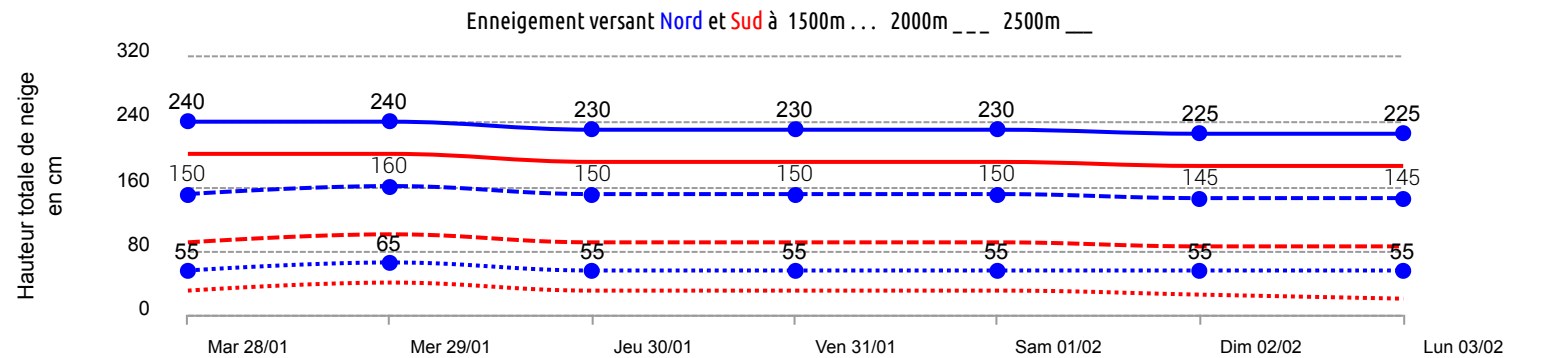 Enneigement versant Nord et Sud à 1500m . . . 2000m _ _ _ 2500m __
Hauteur totale de neige
en cm
320
240
160
80
0
240 240 230 230 230 225 225
150 160 150 150 150 145 145
55 65 55 55 55 55 55
Mar 28/01 Mer 29/01 Jeu 30/01 Ven 31/01 Sam 01/02 Dim 02/02 Lun 03/02